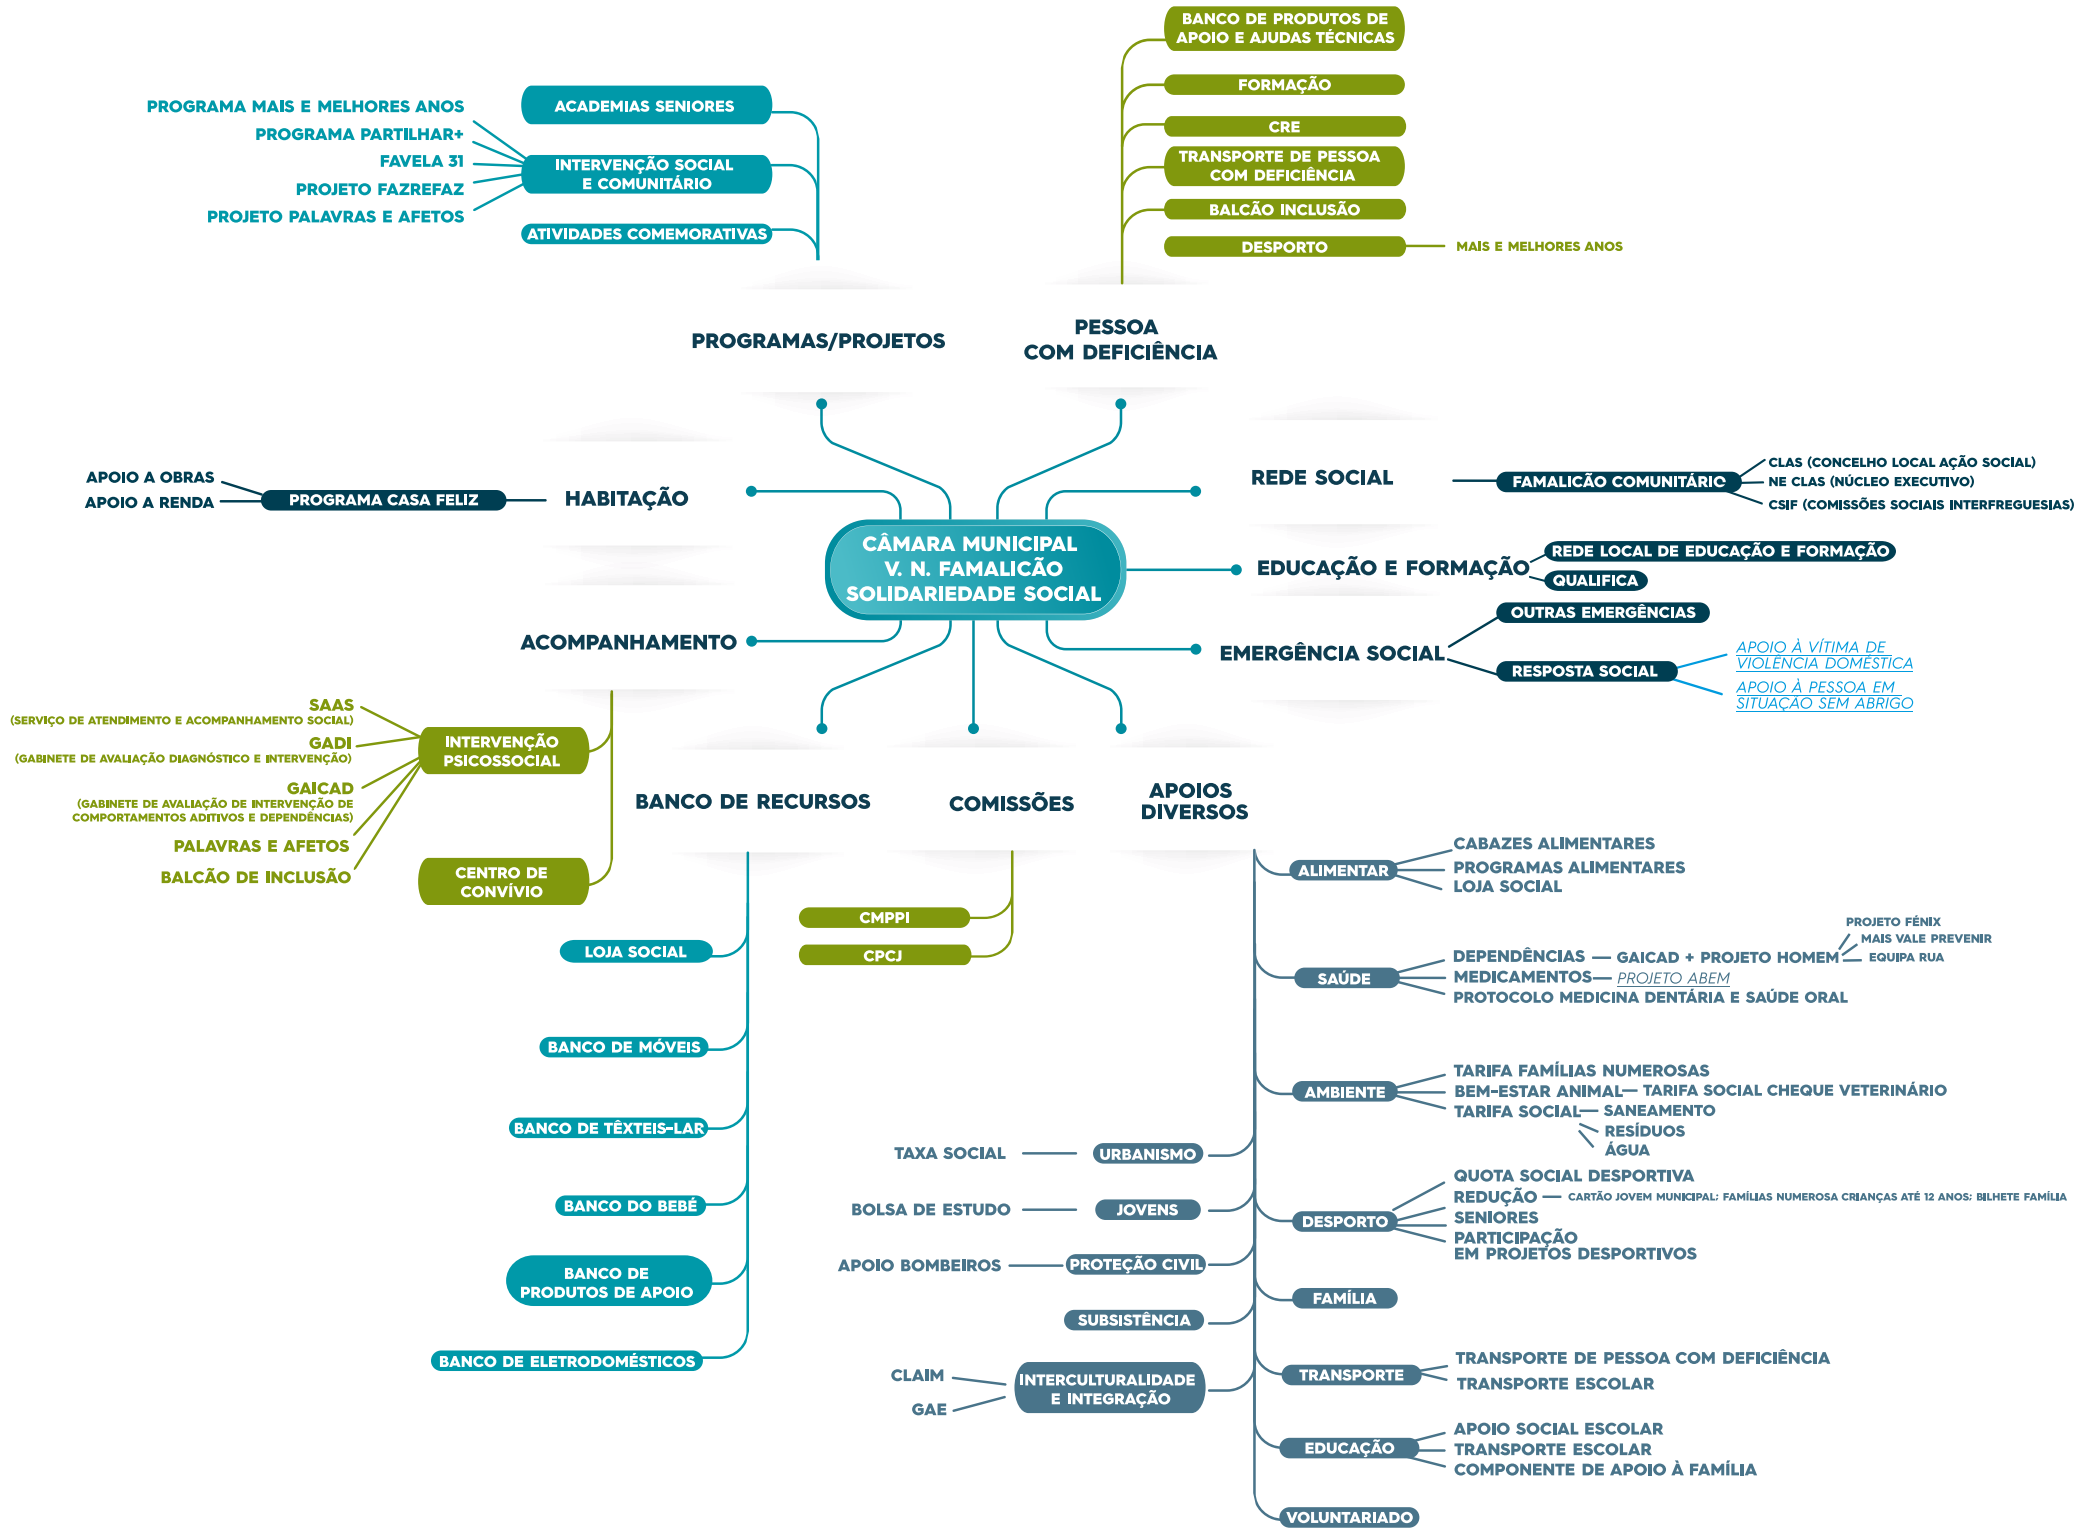 BANCO DE PRODUTOS DE
APOIO E AJUDAS TÉCNICAS
FORMAÇÃO
CRE
TRANSPORTE DE PESSOA
COM DEFICIÊNCIA
BALCÃO INCLUSÃO
DESPORTO
MAIS E MELHORES ANOS
PESSOA
COM DEFICIÊNCIA
ACADEMIAS SENIORES
PROGRAMA MAIS E MELHORES ANOS
PROGRAMA PARTILHAR+
FAVELA 31
PROJETO FAZREFAZ
PROJETO PALAVRAS E AFETOS
INTERVENÇÃO SOCIAL
E COMUNITÁRIO
ATIVIDADES COMEMORATIVAS
PROGRAMAS/PROJETOS
APOIO A OBRAS
APOIO A RENDA
PROGRAMA CASA FELIZ
HABITAÇÃO
REDE SOCIAL
FAMALICÃO COMUNITÁRIO
CLAS (CONCELHO LOCAL AÇÃO SOCIAL)
NE CLAS (NÚCLEO EXECUTIVO)
CSIF (COMISSÕES SOCIAIS INTERFREGUESIAS)
CÂMARA MUNICIPAL
V. N. FAMALICÃO
SOLIDARIEDADE SOCIAL
EDUCAÇÃO E FORMAÇÃO
REDE LOCAL DE EDUCAÇÃO E FORMAÇÃO
QUALIFICA
EMERGÊNCIA SOCIAL
OUTRAS EMERGÊNCIAS
RESPOSTA SOCIAL
APOIO À VÍTIMA DE
VIOLÊNCIA DOMÉSTICA
APOIO À PESSOA EM
SITUAÇÃO SEM ABRIGO
ACOMPANHAMENTO
SAAS
(SERVIÇO DE ATENDIMENTO E ACOMPANHAMENTO SOCIAL)
GADI
(GABINETE DE AVALIAÇÃO DIAGNÓSTICO E INTERVENÇÃO)
GAICAD
(GABINETE DE AVALIAÇÃO DE INTERVENÇÃO DE
COMPORTAMENTOS ADITIVOS E DEPENDÊNCIAS)
PALAVRAS E AFETOS
BALCÃO DE INCLUSÃO
INTERVENÇÃO
PSICOSSOCIAL
CENTRO DE
CONVÍVIO
BANCO DE RECURSOS
LOJA SOCIAL
BANCO DE MÓVEIS
BANCO DE TÊXTEIS-LAR
BANCO DO BEBÉ
BANCO DE
PRODUTOS DE APOIO
BANCO DE ELETRODOMÉSTICOS
COMISSÕES
CMPPI
CPCJ
APOIOS
DIVERSOS
ALIMENTAR
CABAZES ALIMENTARES
PROGRAMAS ALIMENTARES
LOJA SOCIAL
SAÚDE
DEPENDÊNCIAS
GAICAD + PROJETO HOMEM
PROJETO FÉNIX
MAIS VALE PREVENIR
EQUIPA RUA
MEDICAMENTOS
PROJETO ABEM
PROTOCOLO MEDICINA DENTÁRIA E SAÚDE ORAL
AMBIENTE
TARIFA FAMÍLIAS NUMEROSAS
BEM-ESTAR ANIMAL
TARIFA SOCIAL CHEQUE VETERINÁRIO
TARIFA SOCIAL
SANEAMENTO
RESÍDUOS
ÁGUA
TAXA SOCIAL
URBANISMO
BOLSA DE ESTUDO
JOVENS
DESPORTO
QUOTA SOCIAL DESPORTIVA
REDUÇÃO
CARTÃO JOVEM MUNICIPAL; FAMÍLIAS NUMEROSA CRIANÇAS ATÉ 12 ANOS; BILHETE FAMÍLIA
SENIORES
PARTICIPAÇÃO
EM PROJETOS DESPORTIVOS
APOIO BOMBEIROS
PROTEÇÃO CIVIL
FAMÍLIA
SUBSISTÊNCIA
TRANSPORTE
TRANSPORTE DE PESSOA COM DEFICIÊNCIA
TRANSPORTE ESCOLAR
CLAIM
GAE
INTERCULTURALIDADE
E INTEGRAÇÃO
EDUCAÇÃO
APOIO SOCIAL ESCOLAR
TRANSPORTE ESCOLAR
COMPONENTE DE APOIO À FAMÍLIA
VOLUNTARIADO